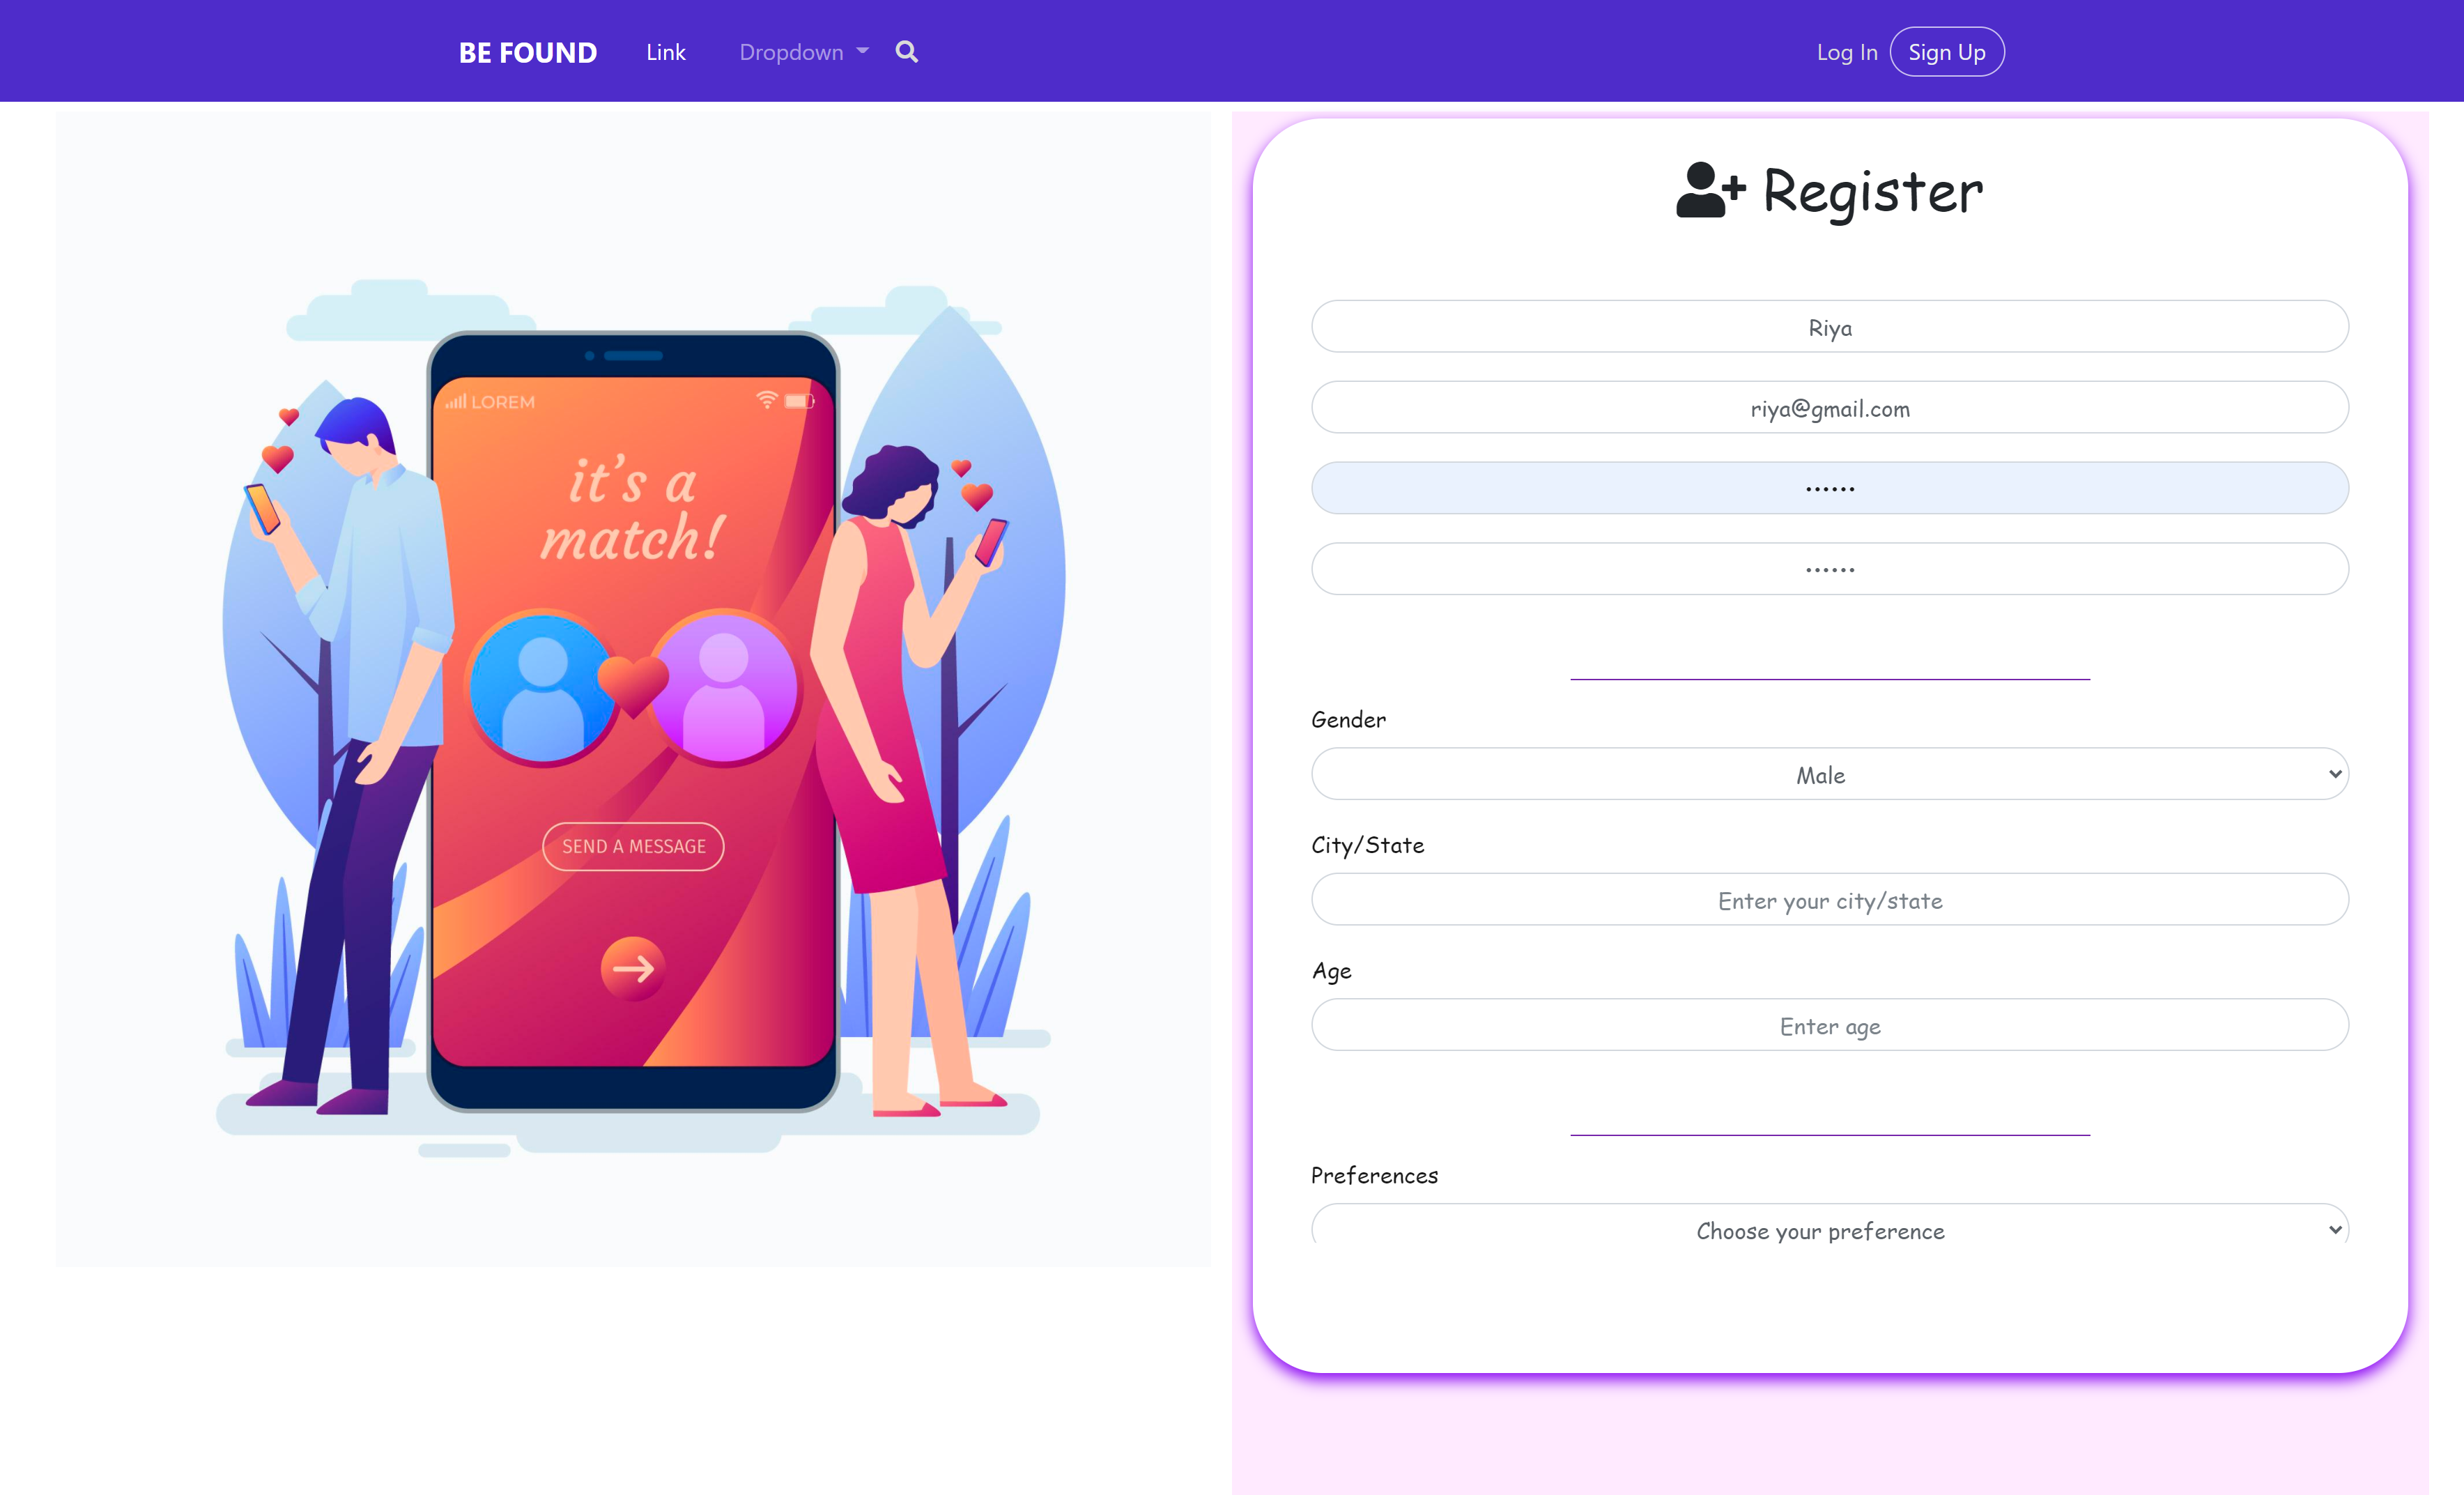 BE FOUND Link Dropdown Log In Sign Up
LOREM
it's a
match!
SEND A MESSAGE
Register
Riya
riya@gmail.com
••••••
••••••
Gender
Male
City/State
Enter your city/state
Age
Enter age
Preferences
Choose your preference